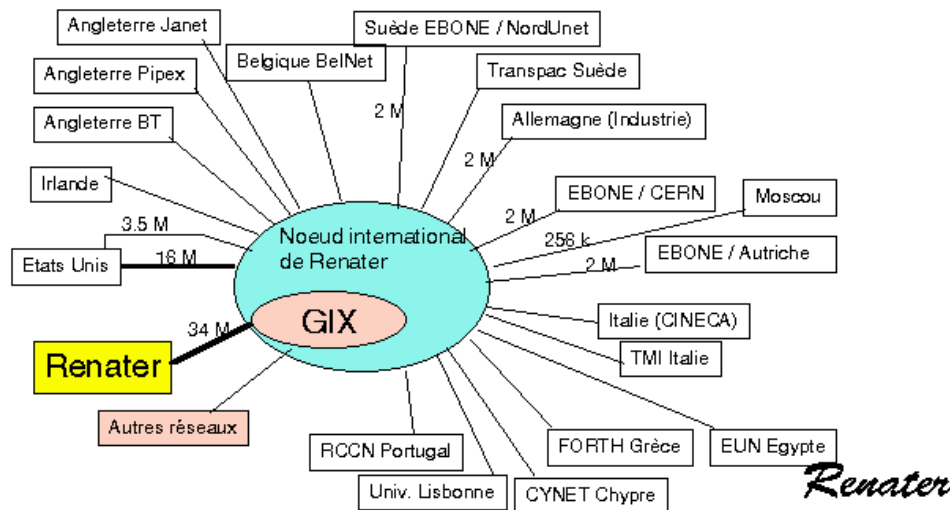 Angleterre Janet
Suède EBONE / NordUnet
Belgique BelNet
Transpac Suède
Angleterre Pipex
2 M
Allemagne (Industrie)
Angleterre BT
2 M
Irlande
EBONE / CERN
Moscou
3.5 M
2 M
256 k
Noeud international
de Renater
EBONE / Autriche
Etats Unis
16 M
2 M
GIX
Italie (CINECA)
34 M
TMI Italie
Renater
Autres réseaux
RCCN Portugal
FORTH Grèce
EUN Egypte
Univ. Lisbonne
CYNET Chypre
Renater